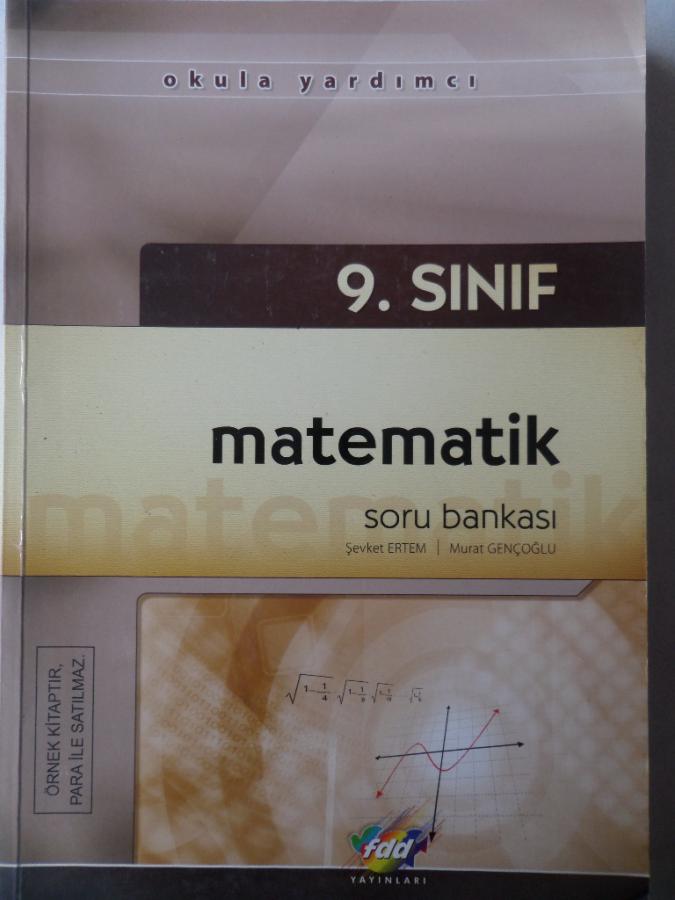 okula yardımcı
9. SINIF
matematik
matematik
soru bankası
Şevket ERTEM | Murat GENÇOĞLU
ÖRNEK KİTAPTIR,
PARA İLE SATILMAZ.
fdd
YAYINLARI